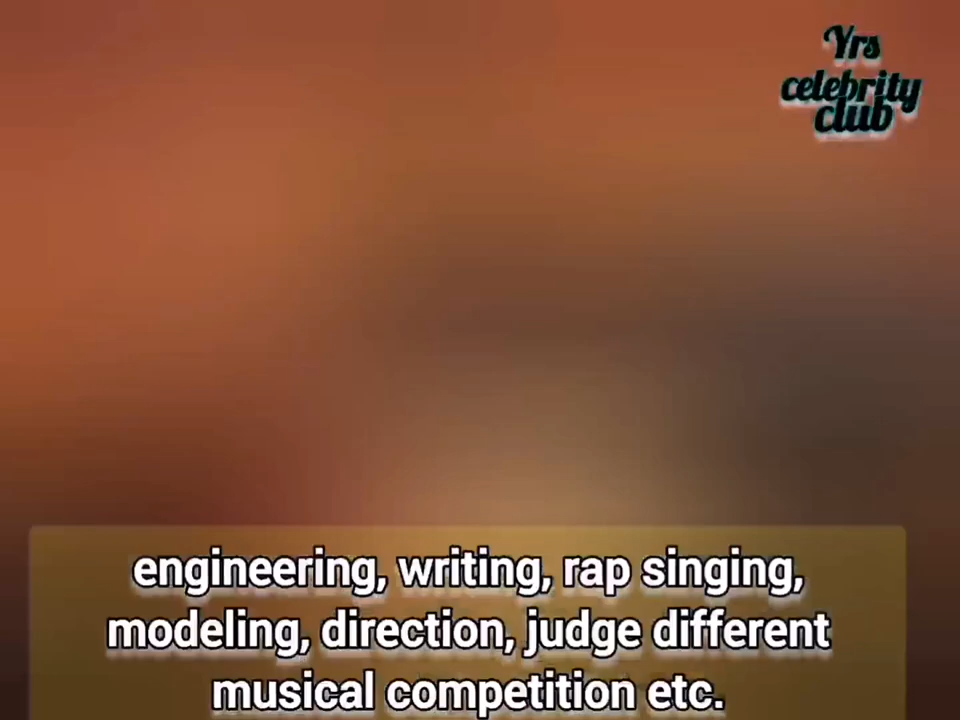 Yrs
celebrity
club
engineering, writing, rap singing,
modeling, direction, judge different
musical competition etc.